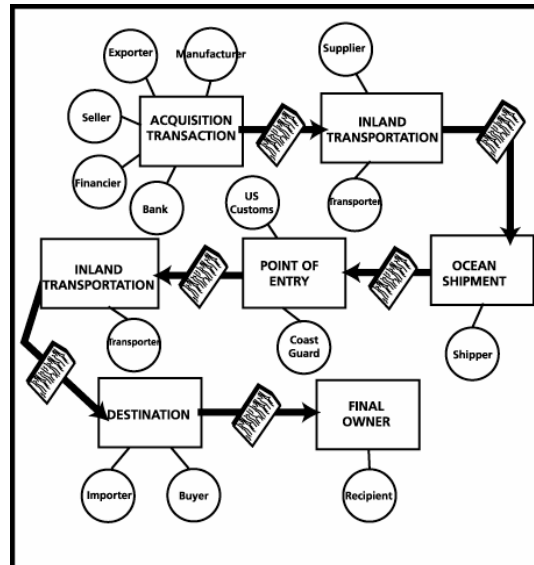 Exporter
Manufacturer
Supplier
Seller
ACQUISITION
TRANSACTION
INLAND
TRANSPORTATION
Financier
Bank
US
Customs
Transporter
INLAND
TRANSPORTATION
POINT OF
ENTRY
OCEAN
SHIPMENT
Transporter
Coast
Guard
Shipper
DESTINATION
FINAL
OWNER
Importer
Buyer
Recipient